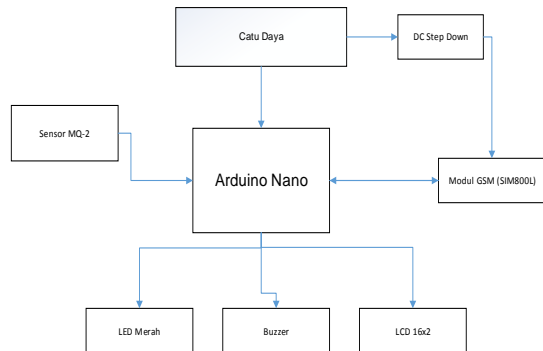 Catu Daya
DC Step Down
Sensor MQ-2
Arduino Nano
Modul GSM (SIM800L)
LED Merah
Buzzer
LCD 16x2